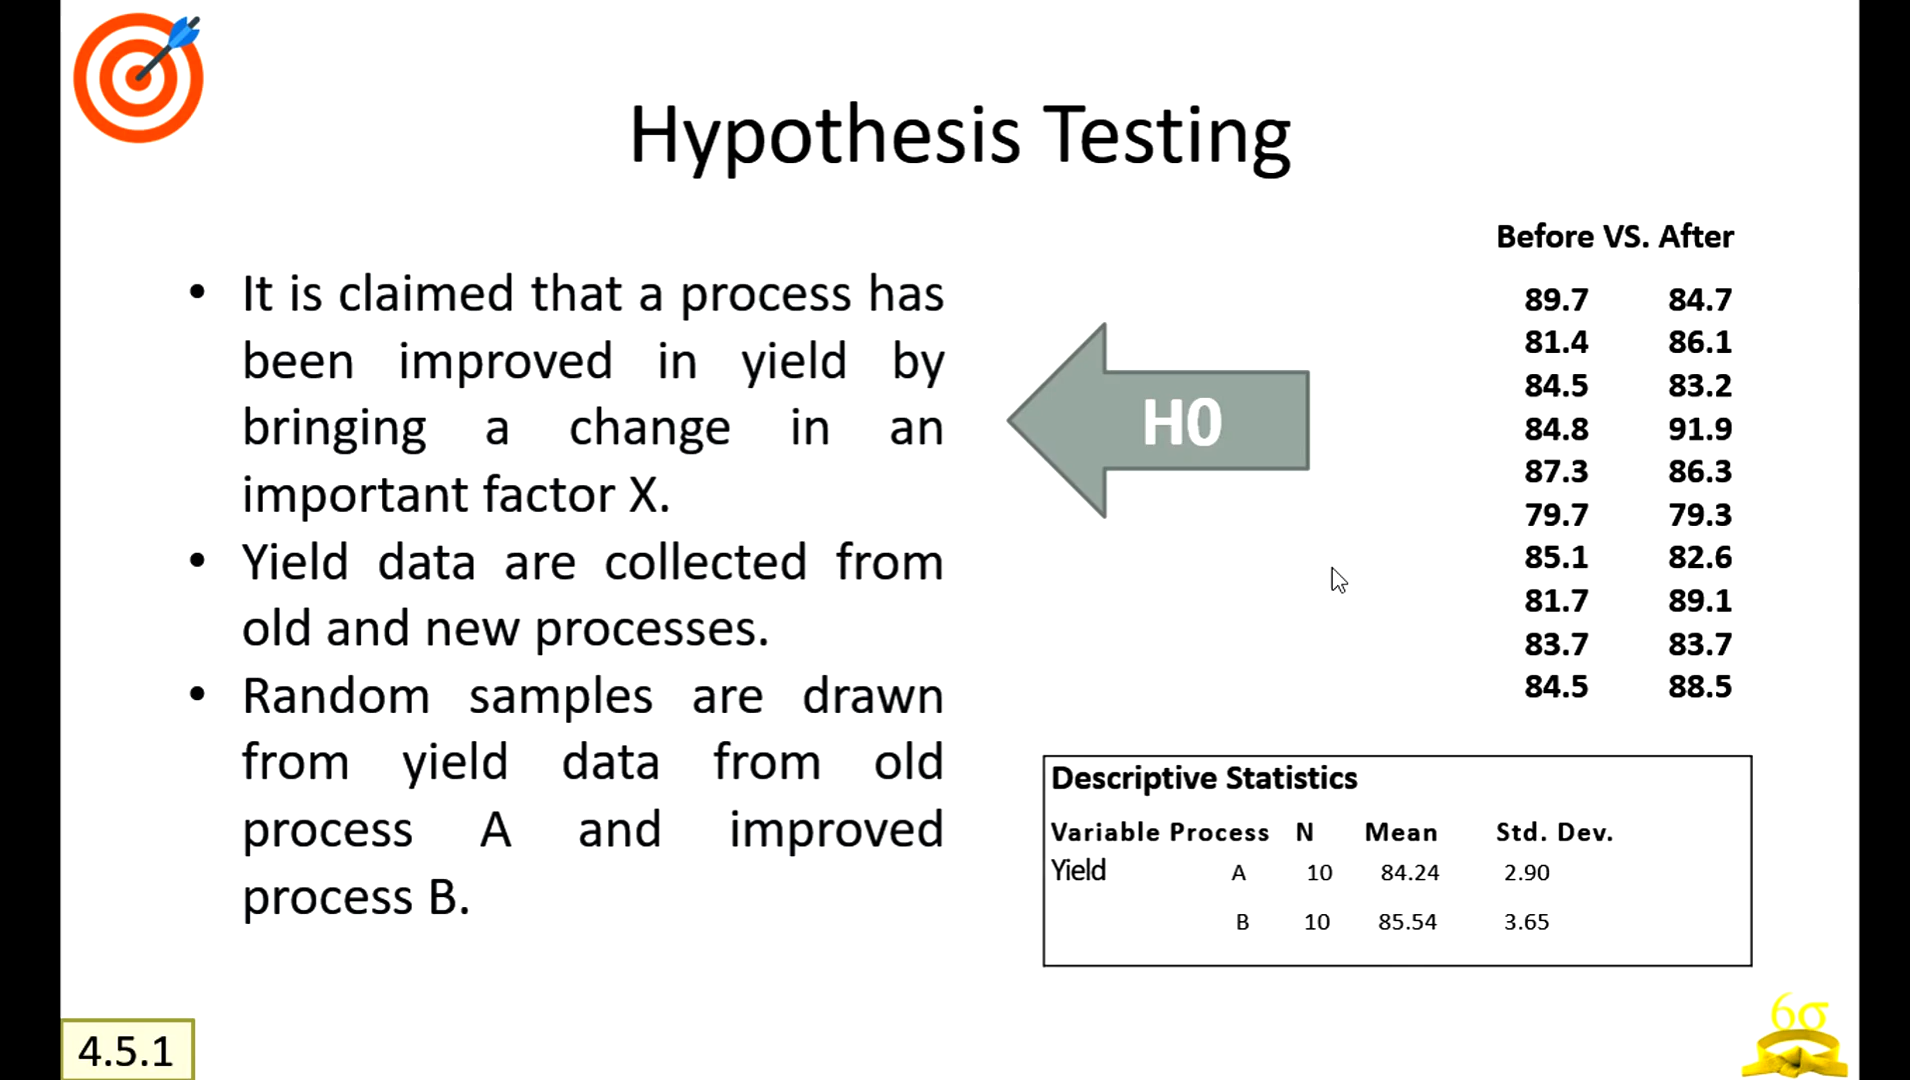 Hypothesis Testing
• It is claimed that a process has
been improved in yield by
bringing a change in an
important factor X.
• Yield data are collected from
old and new processes.
• Random samples are drawn
from yield data from old
process A and improved
process B.
H0
Before VS. After
89.7 84.7
81.4 86.1
84.5 83.2
84.8 91.9
87.3 86.3
79.7 79.3
85.1 82.6
81.7 89.1
83.7 83.7
84.5 88.5
Descriptive Statistics
Variable Process N Mean Std. Dev.
Yield A 10 84.24 2.90
B 10 85.54 3.65
4.5.1
6σ